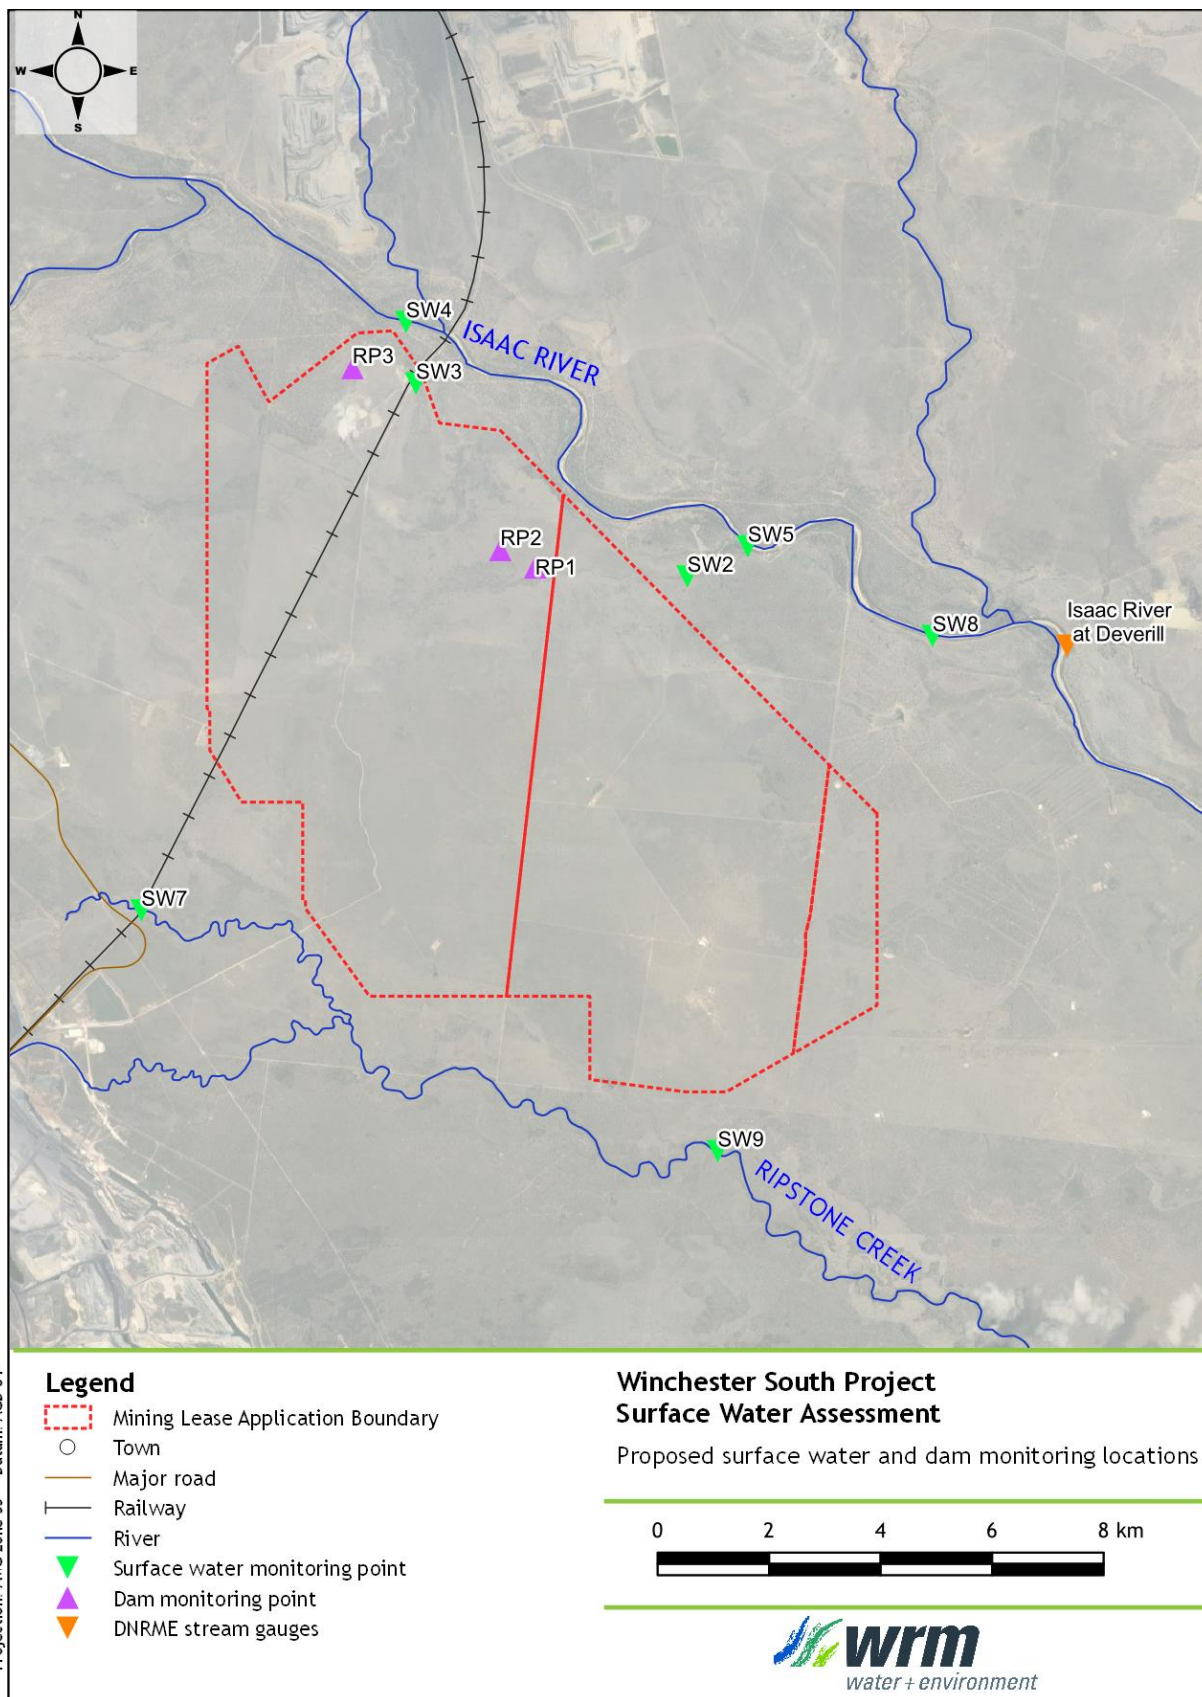 N
W
E
S
SW4
ISAAC RIVER
RP3
SW3
RP2
RP1
SW5
SW2
SW8
Isaac River
at Deverill
SW7
SW9
RIPSTONE CREEK
Legend
Mining Lease Application Boundary
Town
Major road
Railway
River
Surface water monitoring point
Dam monitoring point
DNRME stream gauges
Winchester South Project
Surface Water Assessment
Proposed surface water and dam monitoring locations
0 2 4 6 8 km
wrm
water + environment